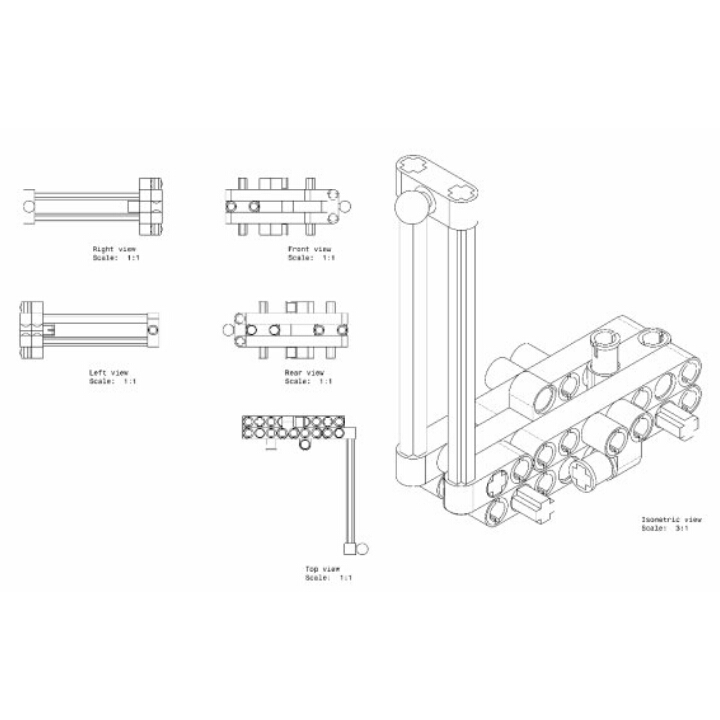 Right view
Scale: 1:1
Front view
Scale: 1:1
Left view
Scale: 1:1
Rear view
Scale: 1:1
Top view
Scale: 1:1
Isometric view
Scale: 3:1